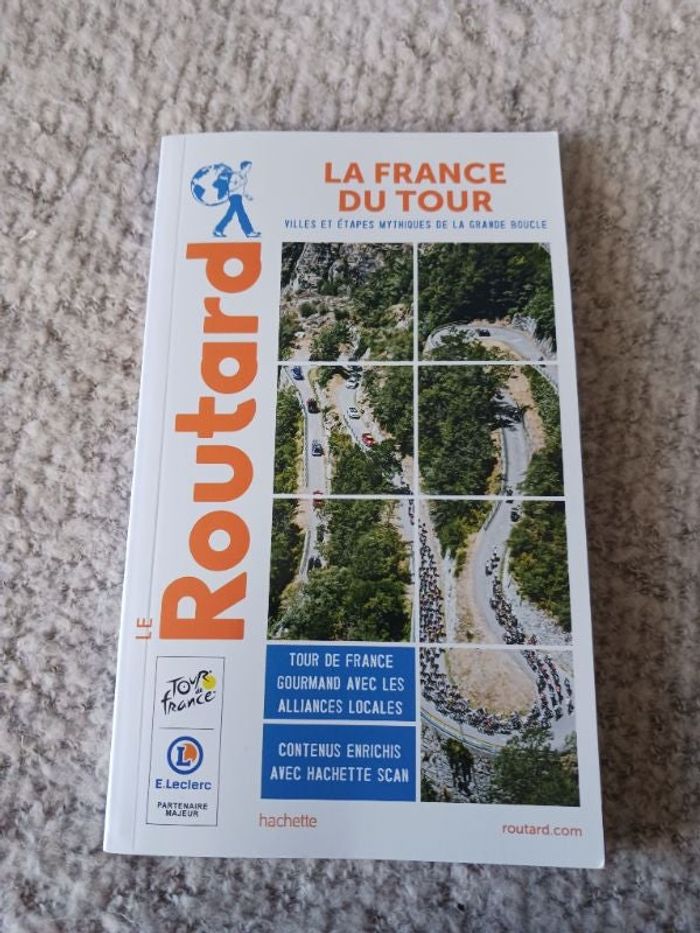 LA FRANCE
DU TOUR
VILLES ET ÉTAPES MYTHIQUES DE LA GRANDE BOUCLE
LE
Routard
TOUR DE FRANCE
GOURMAND AVEC LES
ALLIANCES LOCALES
CONTENUS ENRICHIS
AVEC HACHETTE SCAN
TOUR
de
france
L
E.Leclerc
PARTENAIRE
MAJEUR
hachette
routard.com